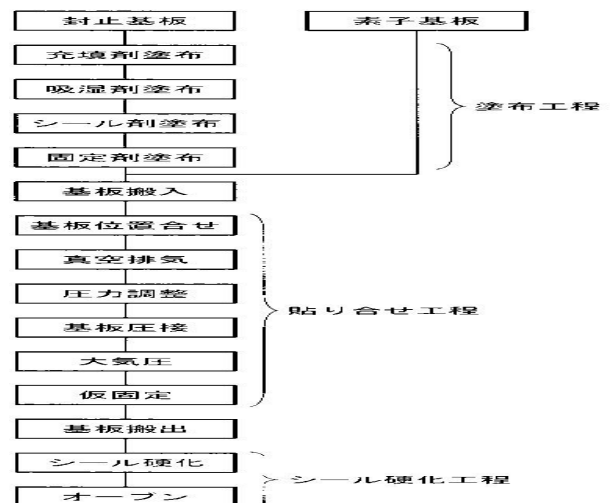 封止基板
素子基板
充填剤塗布
吸湿剤塗布
シール剤塗布
固定剤塗布
塗布工程
基板搬入
基板位置合せ
真空排気
圧力調整
基板圧接
大気圧
仮固定
貼り合せ工程
基板搬出
シール硬化
オーブン
シール硬化工程